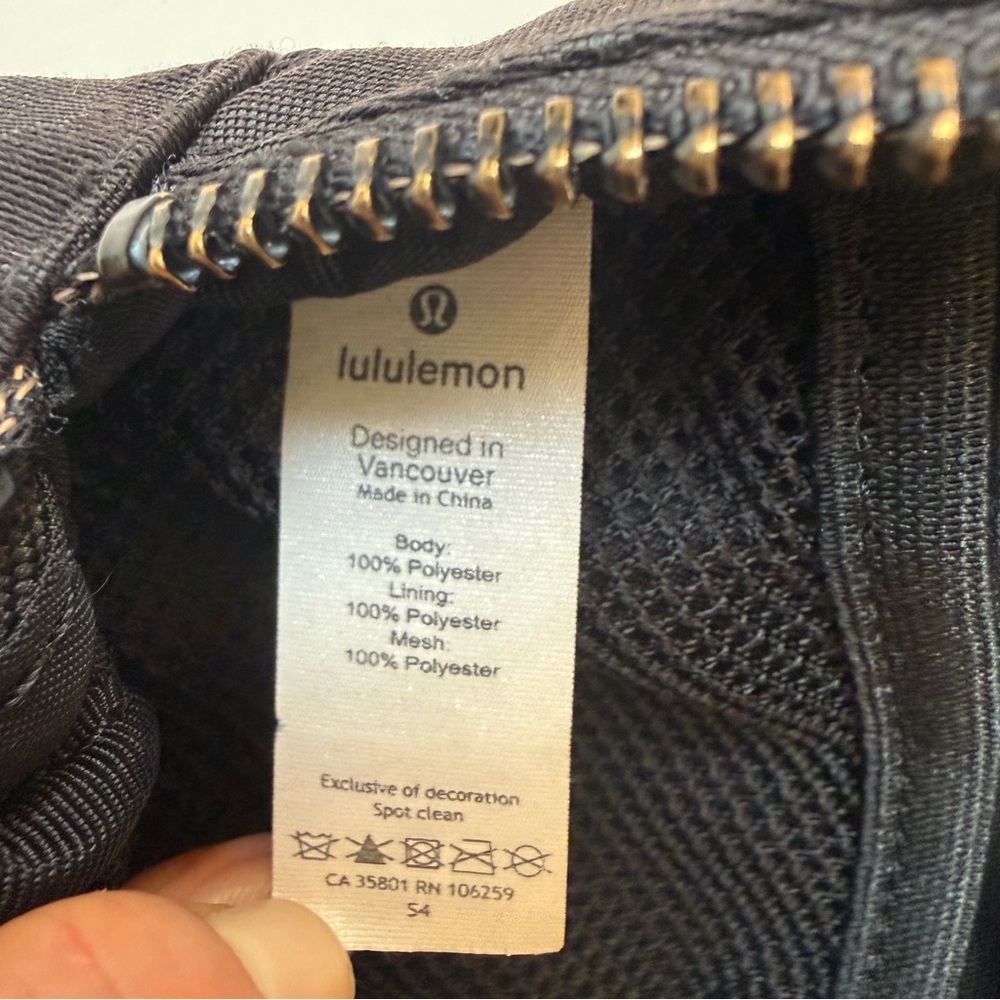 lululemon
Designed in
Vancouver
Made in China
Body:
100% Polyester
Lining:
100% Polyester
Mesh:
100% Polyester
Exclusive of decoration
Spot clean
CA 35801 RN 106259
S4